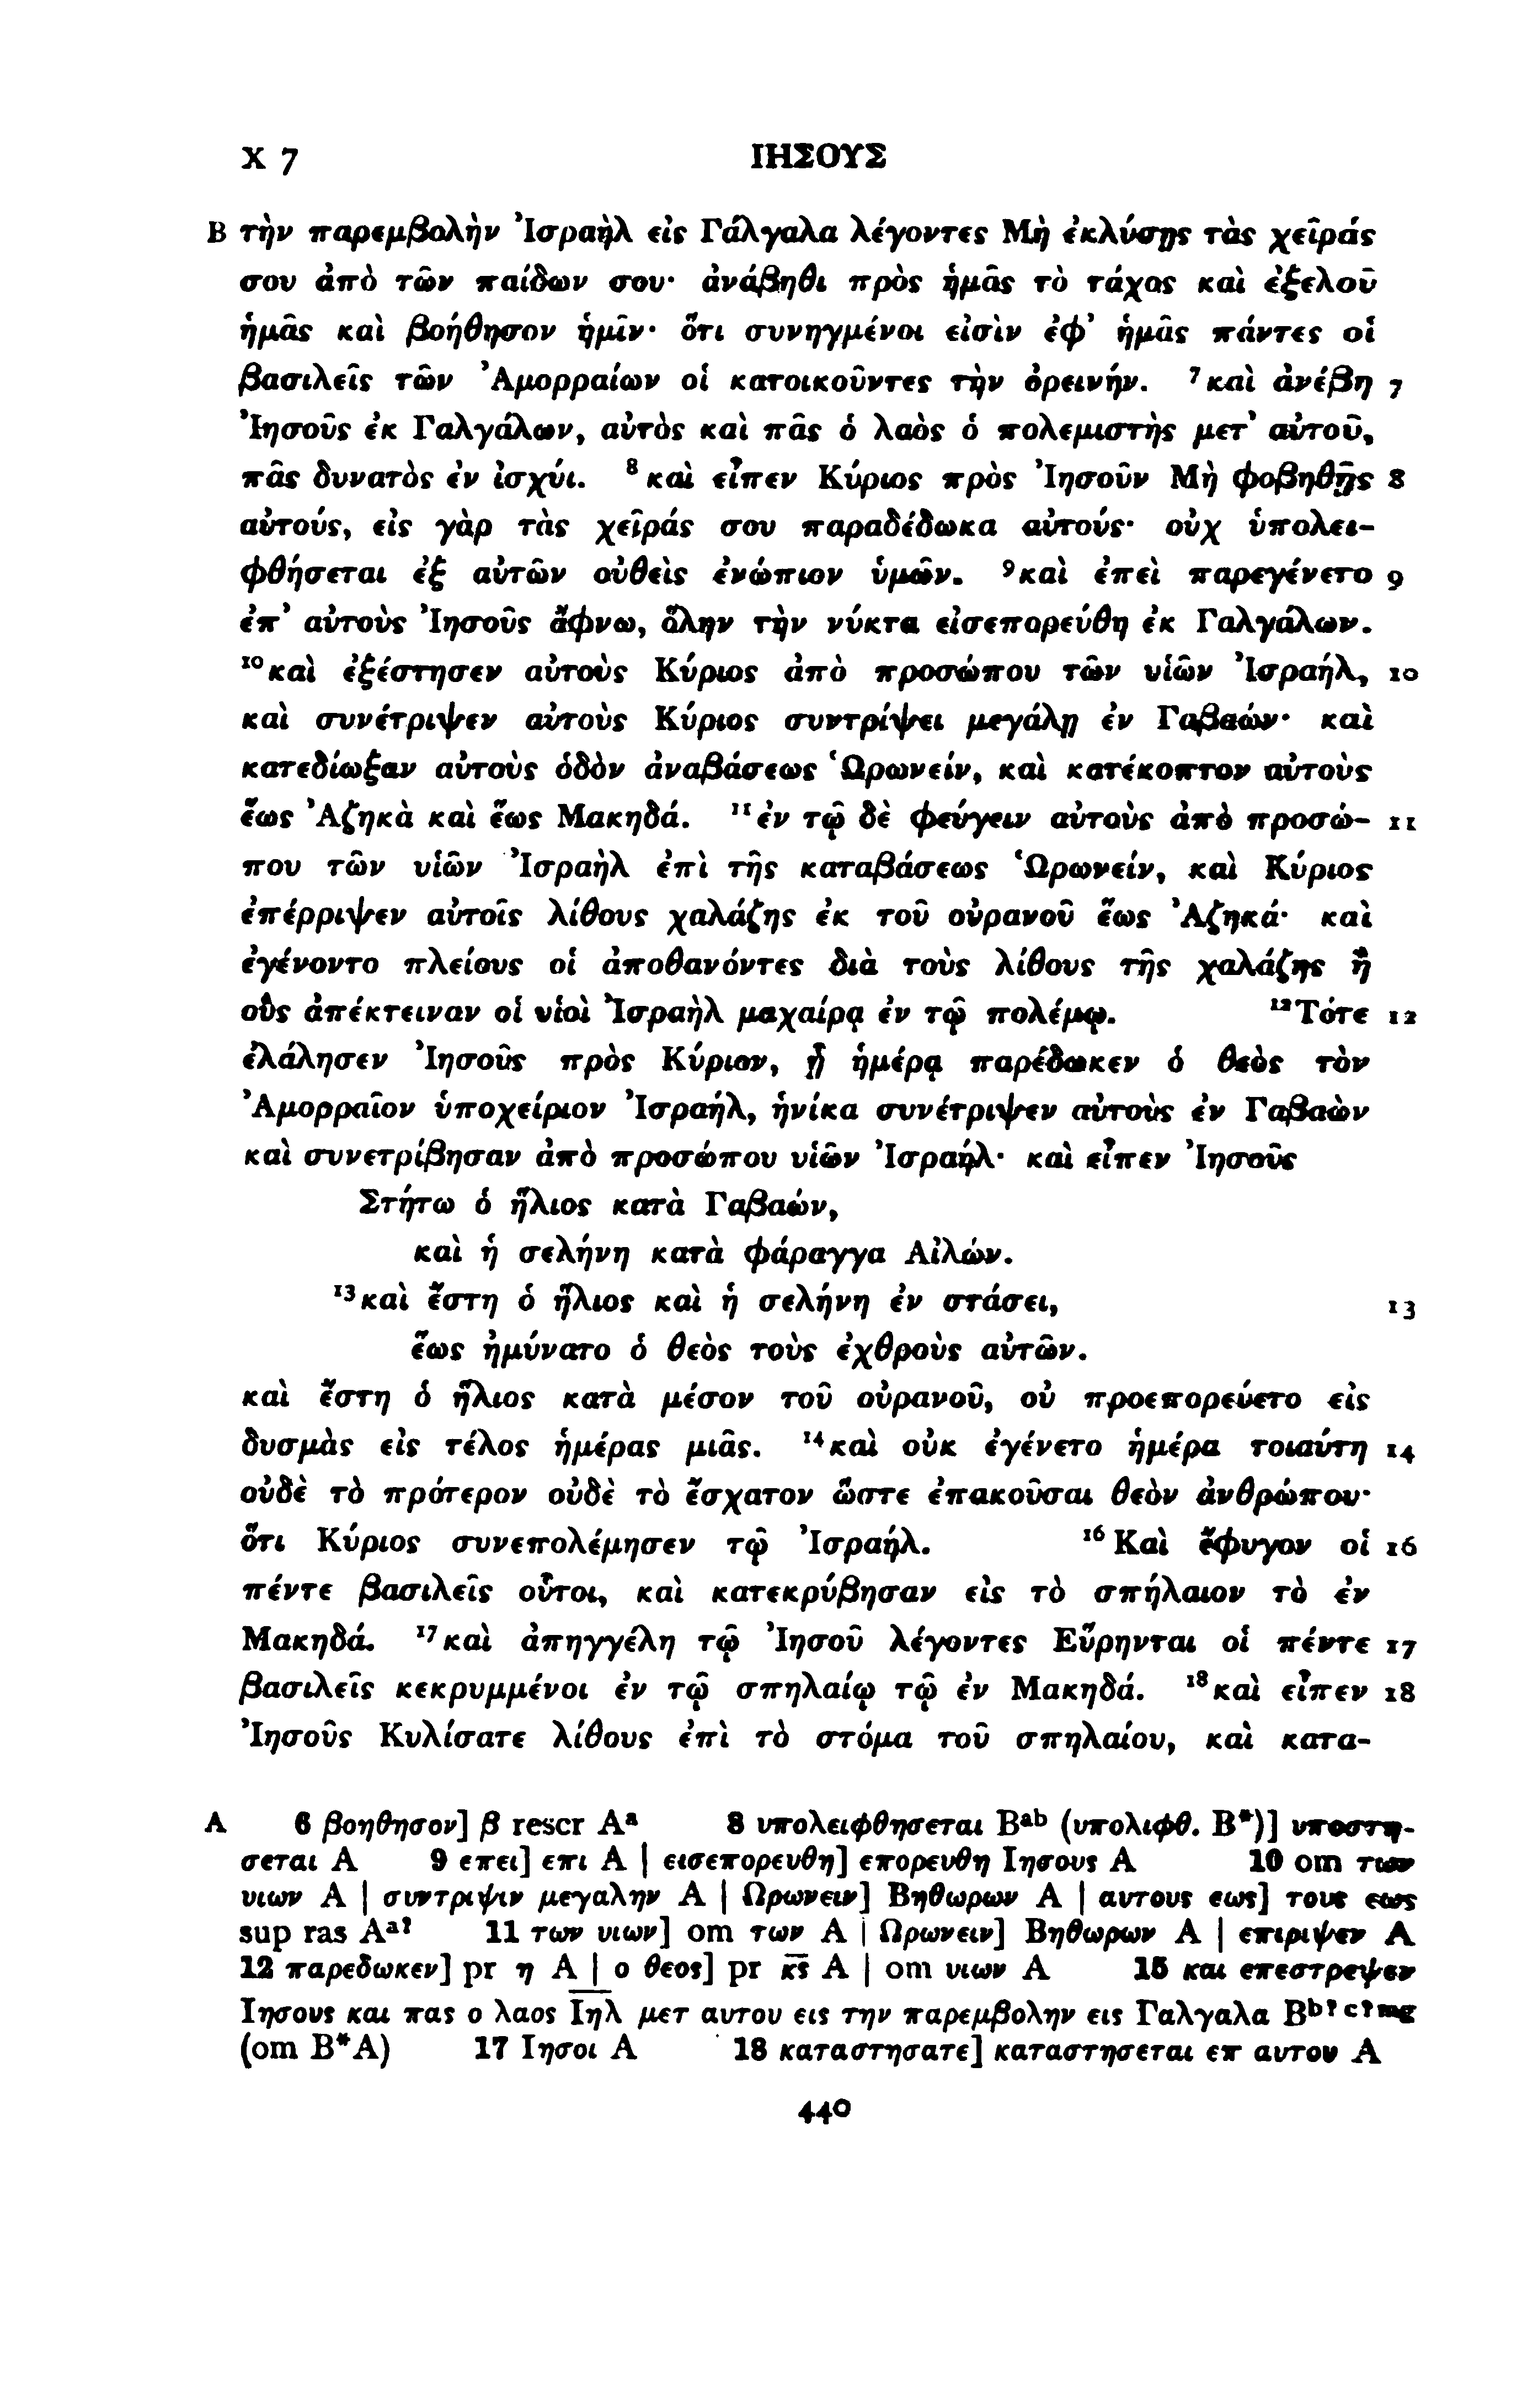 X 7 ΙΗΣΟΥΣ
B τὴν παρεμβολὴν Ἰσραὴλ εἰς Γάλγαλα λέγοντες Μὴ ἐκλύσῃς τὰς χεῖράς
σου ἀπὸ τῶν παίδων σου· ἀνάβηθι πρὸς ἡμᾶς τὸ τάχος καὶ ἐξελοῦ
ἡμᾶς καὶ βοήθησον ἡμῖν· ὅτι συνηγμένοι εἰσὶν ἐφ’ ἡμᾶς πάντες οἱ
βασιλεῖς τῶν Ἀμορραίων οἱ κατοικοῦντες τὴν ὀρεινήν. ⁷καὶ ἀνέβη 7
Ἰησοῦς ἐκ Γαλγάλων, αὐτὸς καὶ πᾶς ὁ λαὸς ὁ πολεμιστὴς μετ’ αὐτοῦ,
πᾶς δυνατὸς ἐν ἰσχύι. ⁸καὶ εἶπεν Κύριος πρὸς Ἰησοῦν Μὴ φοβηθῇς 8
αὐτούς, εἰς γὰρ τὰς χεῖράς σου παραδέδωκα αὐτούς· οὐχ ὑπολει-
φθήσεται ἐξ αὐτῶν οὐθεὶς ἐνώπιον ὑμῶν. ⁹καὶ ἐπεὶ παρεγένετο 9
ἐπ’ αὐτοὺς Ἰησοῦς ἄφνω, ὅλην τὴν νύκτα εἰσεπορεύθη ἐκ Γαλγάλων.
¹⁰καὶ ἐξέστησεν αὐτοὺς Κύριος ἀπὸ προσώπου τῶν υἱῶν Ἰσραήλ, 10
καὶ συνέτριψεν αὐτοὺς Κύριος συντρίψει μεγάλῃ ἐν Γαβαών· καὶ
κατεδίωξαν αὐτοὺς ὁδὸν ἀναβάσεως Ὡρωνείν, καὶ κατέκοπτον αὐτοὺς
ἕως Ἀζηκὰ καὶ ἕως Μακηδά. ¹¹ἐν τῷ δὲ φεύγειν αὐτοὺς ἀπὸ προσώ- 11
που τῶν υἱῶν Ἰσραὴλ ἐπὶ τῆς καταβάσεως Ὡρωνείν, καὶ Κύριος
ἐπέρριψεν αὐτοῖς λίθους χαλάζης ἐκ τοῦ οὐρανοῦ ἕως Ἀζηκά· καὶ
ἐγένοντο πλείους οἱ ἀποθανόντες διὰ τοὺς λίθους τῆς χαλάζης ἢ
οὓς ἀπέκτειναν οἱ υἱοὶ Ἰσραὴλ μαχαίρᾳ ἐν τῷ πολέμῳ. ¹²Τότε 12
ἐλάλησεν Ἰησοῦς πρὸς Κύριον, ᾗ ἡμέρᾳ παρέδωκεν ὁ θεὸς τὸν
Ἀμορραῖον ὑποχείριον Ἰσραήλ, ἡνίκα συνέτριψεν αὐτοὺς ἐν Γαβαὼν
καὶ συνετρίβησαν ἀπὸ προσώπου υἱῶν Ἰσραήλ· καὶ εἶπεν Ἰησοῦς
Στήτω ὁ ἥλιος κατὰ Γαβαών,
καὶ ἡ σελήνη κατὰ φάραγγα Αἰλών.
¹³καὶ ἔστη ὁ ἥλιος καὶ ἡ σελήνη ἐν στάσει, 13
ἕως ἠμύνατο ὁ θεὸς τοὺς ἐχθροὺς αὐτῶν.
καὶ ἔστη ὁ ἥλιος κατὰ μέσον τοῦ οὐρανοῦ, οὐ προεπορεύετο εἰς
δυσμὰς εἰς τέλος ἡμέρας μιᾶς. ¹⁴καὶ οὐκ ἐγένετο ἡμέρα τοιαύτη 14
οὐδὲ τὸ πρότερον οὐδὲ τὸ ἔσχατον ὥστε ἐπακοῦσαι θεὸν ἀνθρώπου·
ὅτι Κύριος συνεπολέμησεν τῷ Ἰσραήλ. ¹⁶Καὶ ἔφυγον οἱ 16
πέντε βασιλεῖς οὗτοι, καὶ κατεκρύβησαν εἰς τὸ σπήλαιον τὸ ἐν
Μακηδά. ¹⁷καὶ ἀπηγγέλη τῷ Ἰησοῦ λέγοντες Εὕρηνται οἱ πέντε 17
βασιλεῖς κεκρυμμένοι ἐν τῷ σπηλαίῳ τῷ ἐν Μακηδά. ¹⁸καὶ εἶπεν 18
Ἰησοῦς Κυλίσατε λίθους ἐπὶ τὸ στόμα τοῦ σπηλαίου, καὶ κατα-
A 6 βοηθησον] β rescr Aᵃ 8 υπολειφθησεται Bᵃᵇ (υπολιφθ. B*)] υποστη-
σεται A 9 επει] επι A | εισεπορευθη] επορευθη Ιησους A 10 om των
υιων A | συντριψιν μεγαλην A | Ωρωνειν] Βηθωρων A | αυτους εως] τους εως
sup ras Aᵃ? 11 των υιων] om των A | Ωρωνειν] Βηθωρων A | επιριψεν A
12 παρεδωκεν] pr η A | ο θεος] pr κ̅ς̅ A | om υιων A 15 και επεστρεψεν
Ιησους και πας ο λαος Ι̅η̅λ̅ μετ αυτου εις την παρεμβολην εις Γαλγαλα Bᵇ? ᶜ? ᵐᵍ
(om B*A) 17 Ιησοι A 18 καταστησατε] καταστησεται επ αυτου A
440